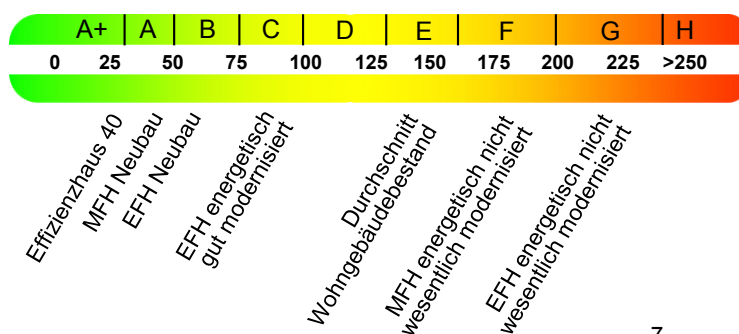 A+ A B C D E F G H
0 25 50 75 100 125 150 175 200 225 >250
Effizienzhaus 40
MFH Neubau
EFH Neubau
EFH energetisch
gut modernisiert
Durchschnitt
Wohngebäudebestand
MFH energetisch nicht
wesentlich modernisiert
EFH energetisch nicht
wesentlich modernisiert